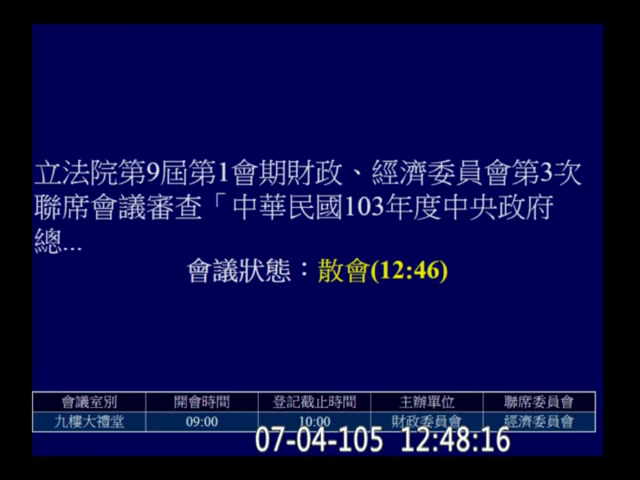 立法院第9屆第1會期財政、經濟委員會第3次
聯席會議審查「中華民國103年度中央政府
總...
會議狀態：散會(12:46)
會議室別 開會時間 登記截止時間 主辦單位 聯席委員會
九樓大禮堂 09:00 10:00 財政委員會 經濟委員會
07-04-105 12:48:16